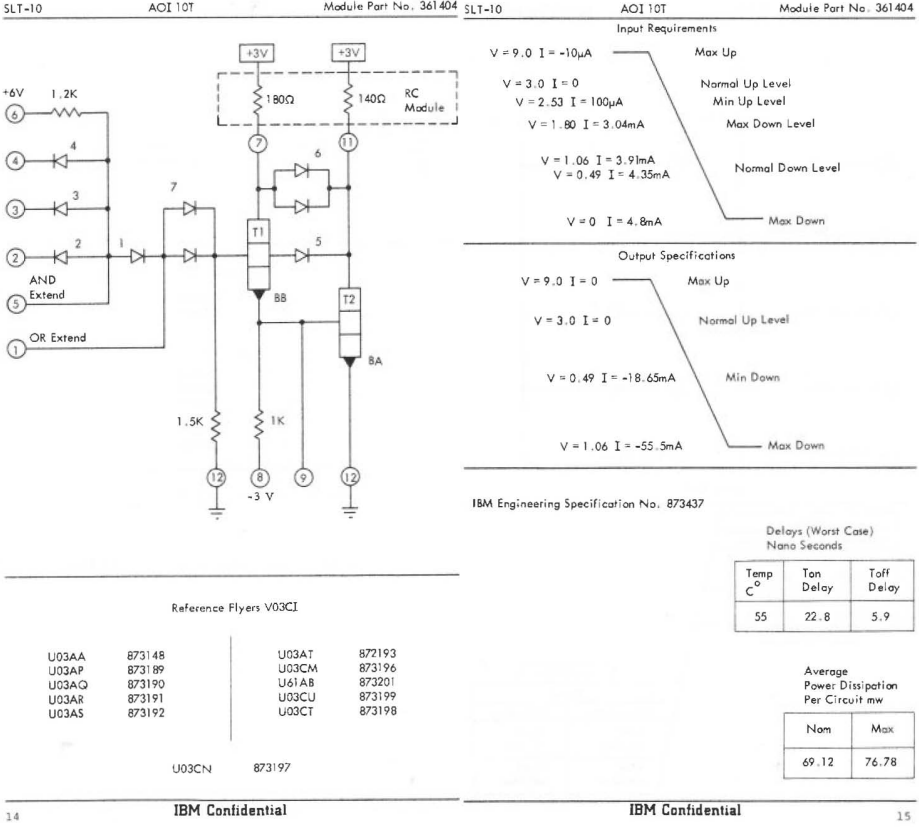 SLT-10 AOI 10T Module Part No. 361404
+3V +3V
180Ω 140Ω RC
Module
+6V 1.2K
6
4 4
7 11
6
3 3
7
2 2 1
T1
5
AND
Extend
5
BB
T2
OR Extend
1
BA
1.5K 1K
12 8 9 12
-3 V
Reference Flyers V03CI
U03AA 873148
U03AP 873189
U03AQ 873190
U03AR 873191
U03AS 873192
U03AT 872193
U03CM 873196
U61AB 873201
U03CU 873199
U03CT 873198
U03CN 873197
IBM Confidential
14
SLT-10 AOI 10T Module Part No. 361404
Input Requirements
V = 9.0 I = -10μA Max Up
V = 3.0 I = 0 Normal Up Level
V = 2.53 I = 100μA Min Up Level
V = 1.80 I = 3.04mA Max Down Level
V = 1.06 I = 3.91mA
V = 0.49 I = 4.35mA Normal Down Level
V = 0 I = 4.8mA Max Down
Output Specifications
V = 9.0 I = 0 Max Up
V = 3.0 I = 0 Normal Up Level
V = 0.49 I = -18.65mA Min Down
V = 1.06 I = -55.5mA Max Down
IBM Engineering Specification No. 873437
Delays (Worst Case)
Nano Seconds
Temp C° Ton Delay Toff Delay
55 22.8 5.9
Average
Power Dissipation
Per Circuit mw
Nom Max
69.12 76.78
IBM Confidential
15